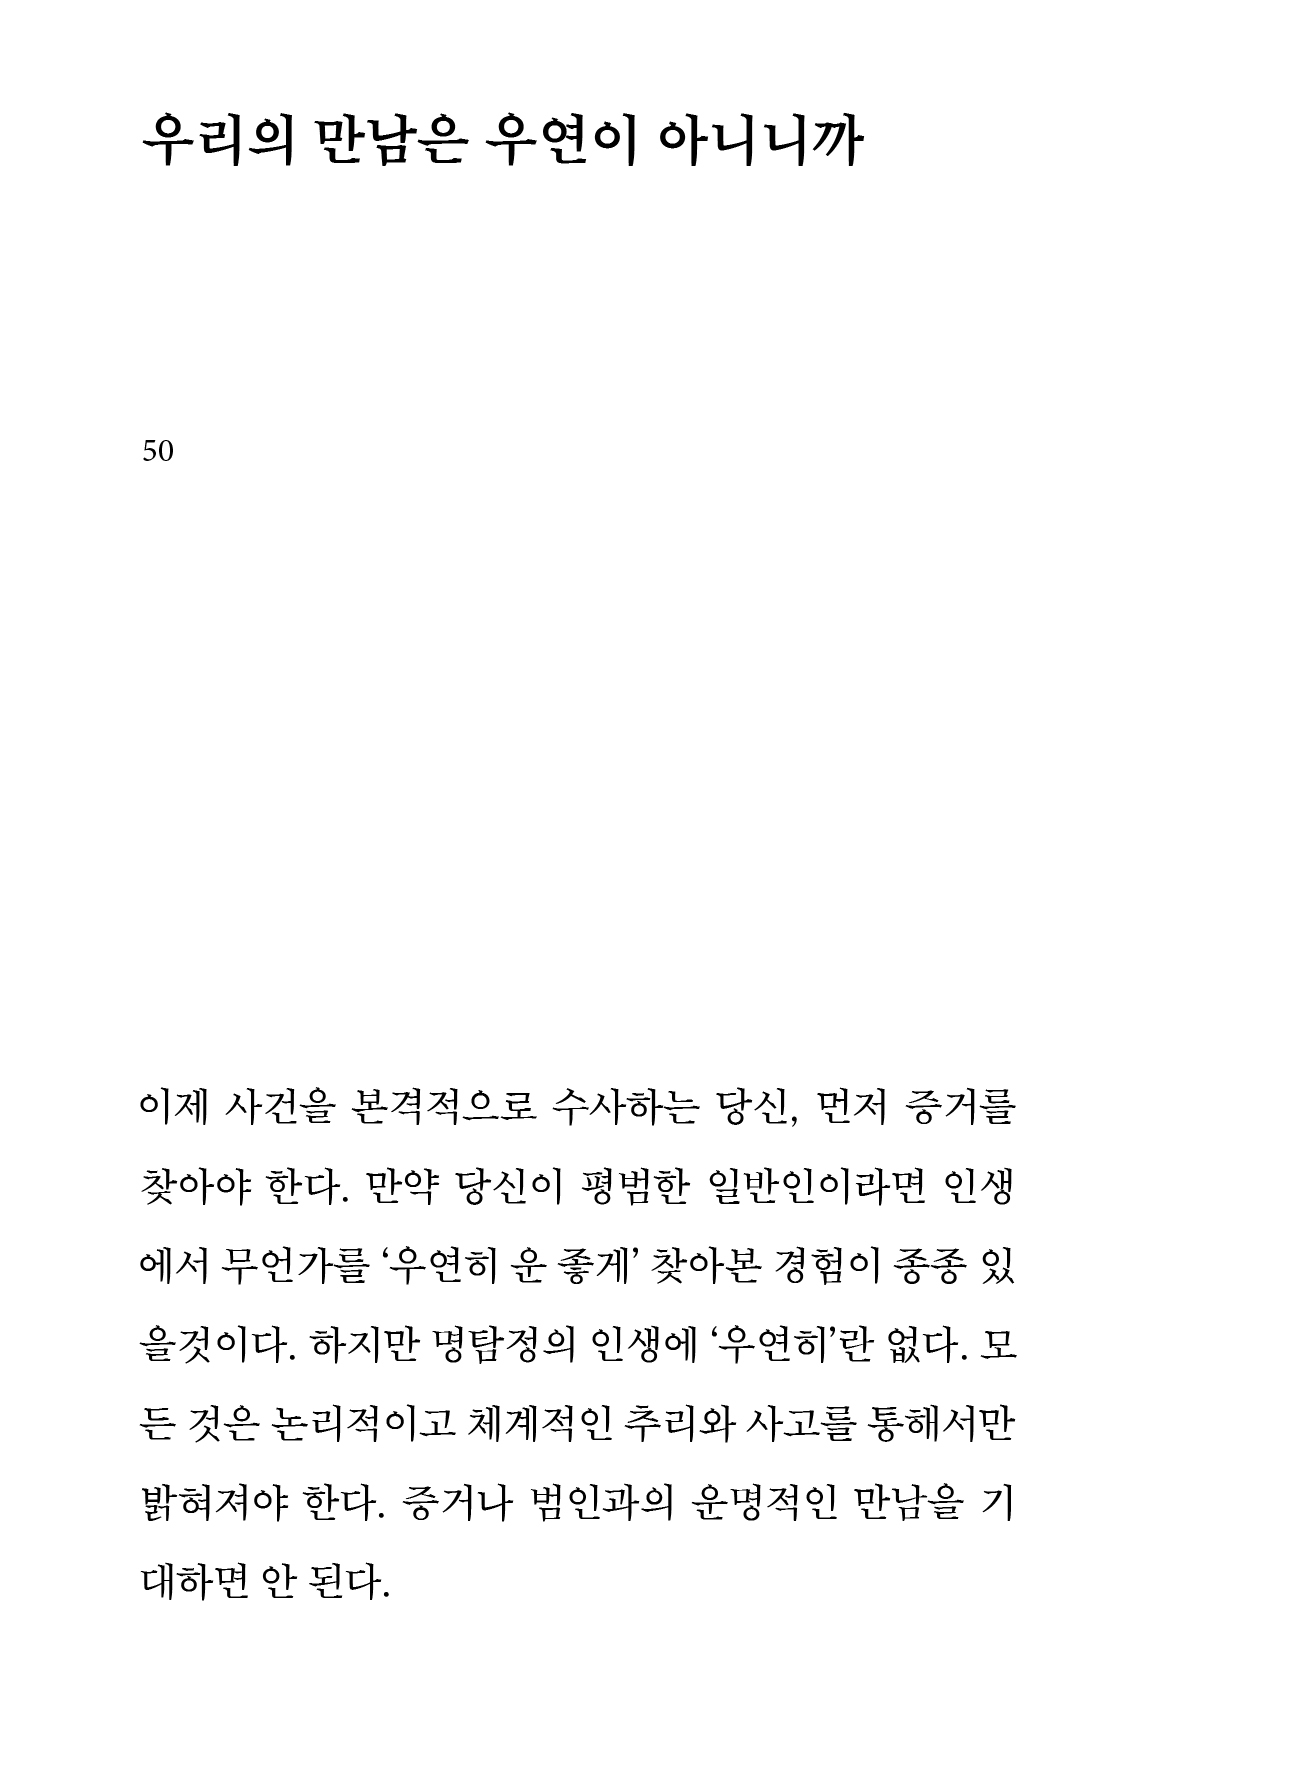 우리의 만남은 우연이 아니니까
50
이제 사건을 본격적으로 수사하는 당신, 먼저 증거를
찾아야 한다. 만약 당신이 평범한 일반인이라면 인생
에서 무언가를 ‘우연히 운 좋게’ 찾아본 경험이 종종 있
을것이다. 하지만 명탐정의 인생에 ‘우연히’란 없다. 모
든 것은 논리적이고 체계적인 추리와 사고를 통해서만
밝혀져야 한다. 증거나 범인과의 운명적인 만남을 기
대하면 안 된다.